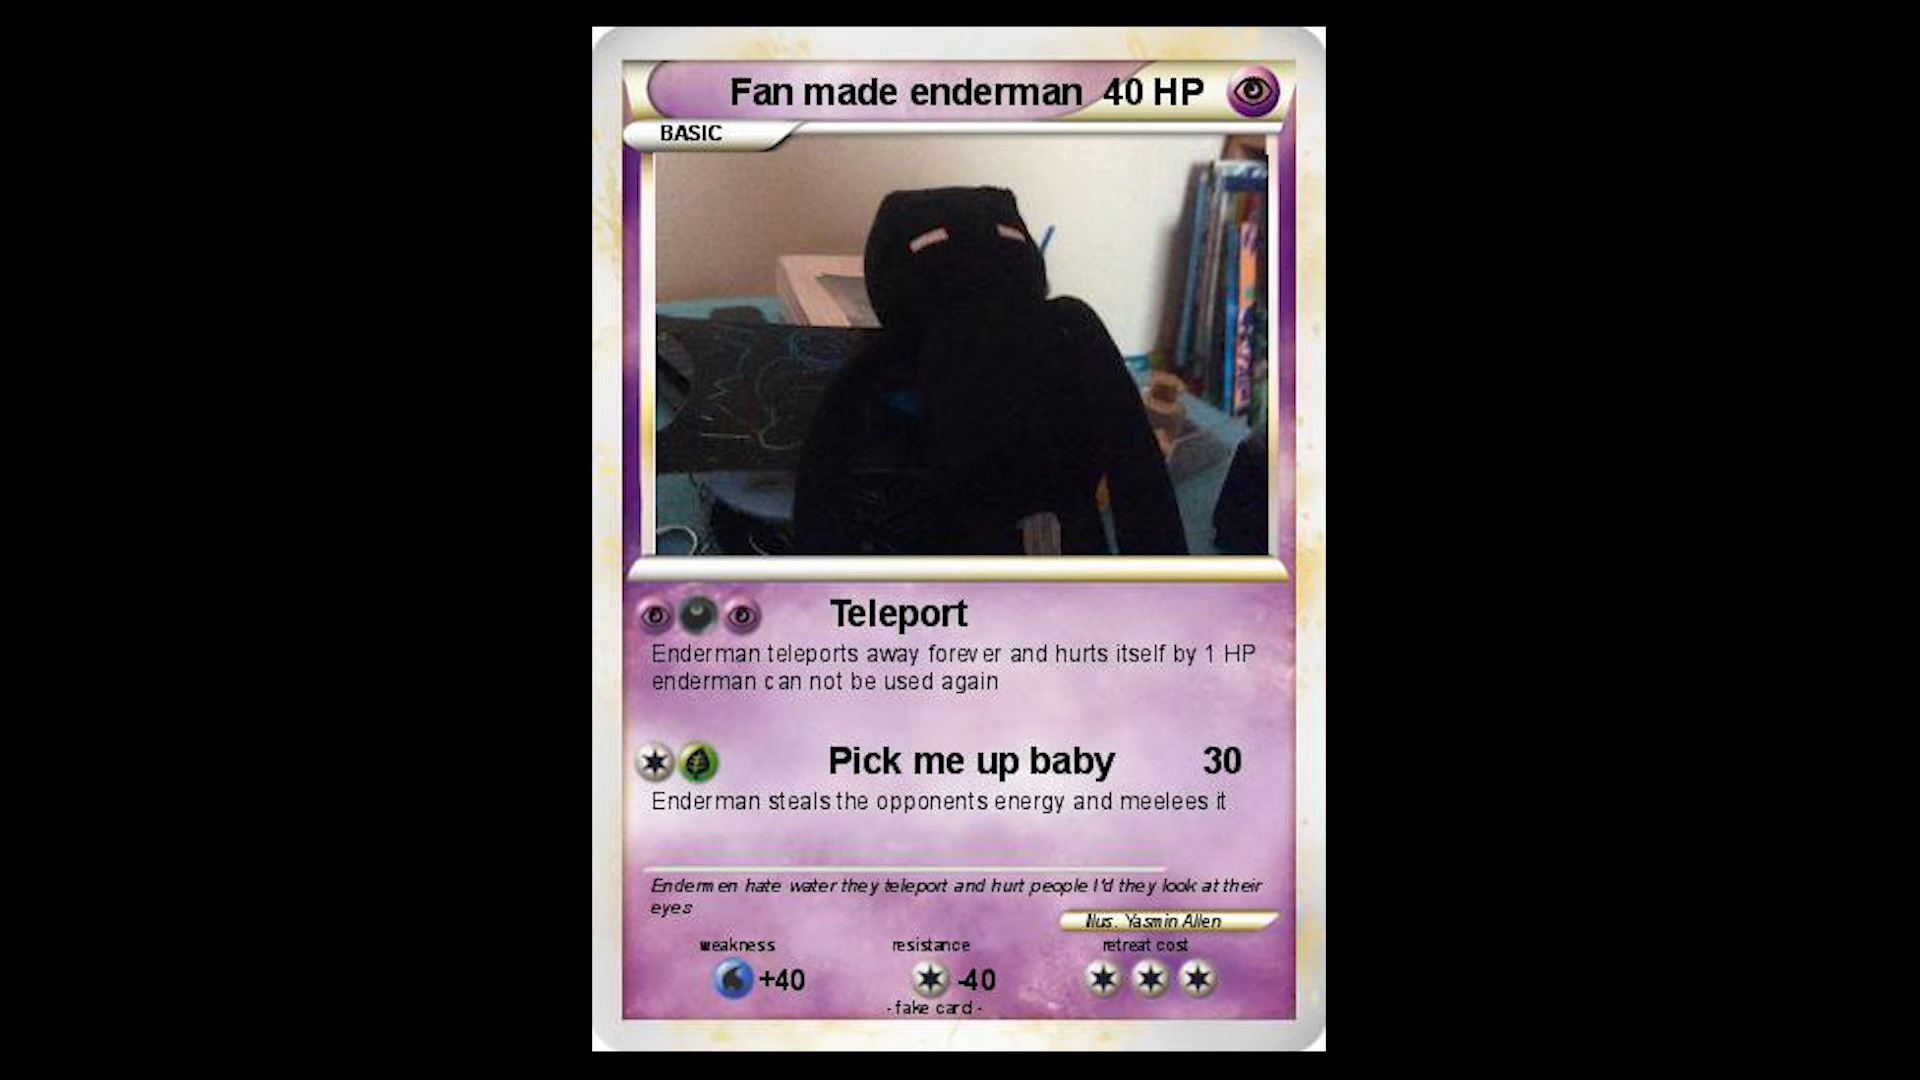 Fan made enderman 40 HP
BASIC
Teleport
Enderman teleports away forever and hurts itself by 1 HP
enderman can not be used again
Pick me up baby 30
Enderman steals the opponents energy and meelees it
Endermen hate water they teleport and hurt people I'd they look at their
eyes
Illus. Yasmin Allen
weakness resistance retreat cost
+40 -40
- fake card -